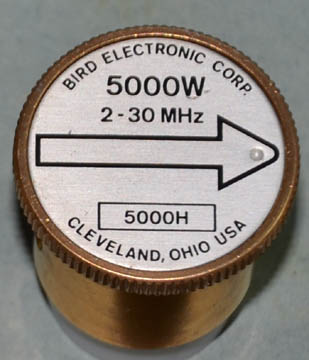 BIRD ELECTRONIC CORP.
5000W
2-30 MHz
5000H
CLEVELAND, OHIO USA